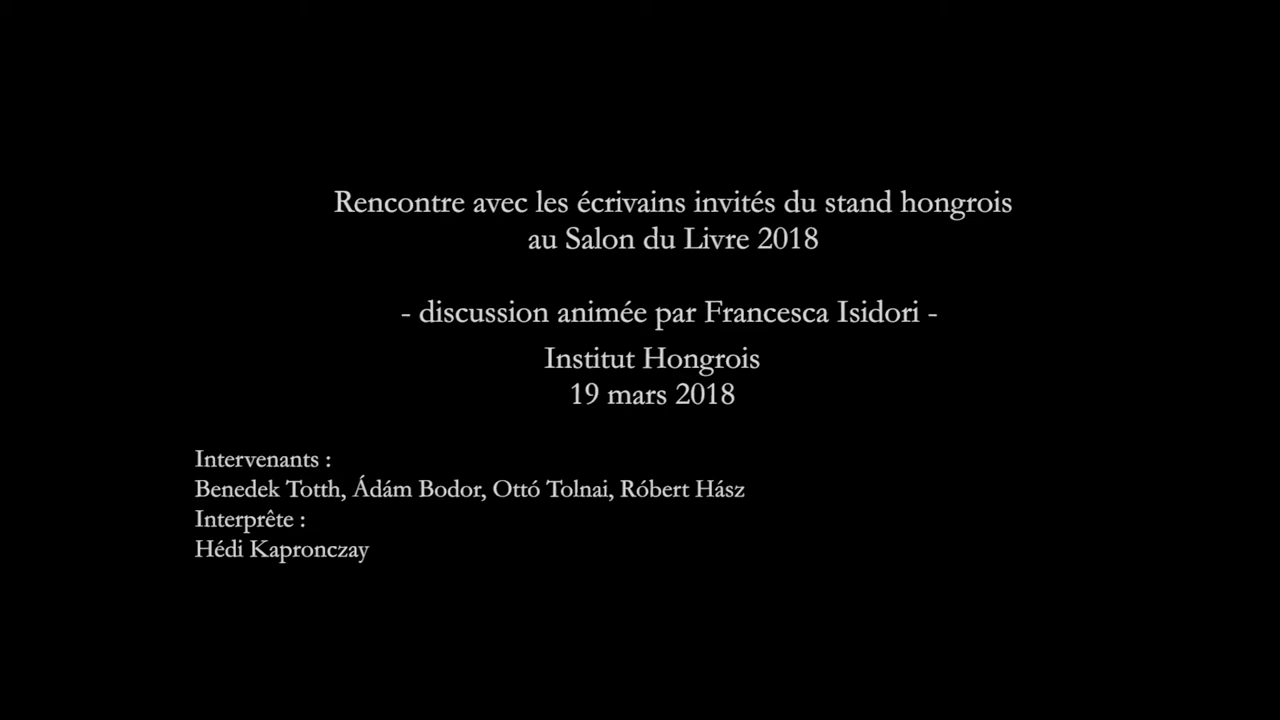 Rencontre avec les écrivains invités du stand hongrois
au Salon du Livre 2018
- discussion animée par Francesca Isidori -
Institut Hongrois
19 mars 2018
Intervenants :
Benedek Totth, Ádám Bodor, Ottó Tolnai, Róbert Hász
Interprête :
Hédi Kapronczay